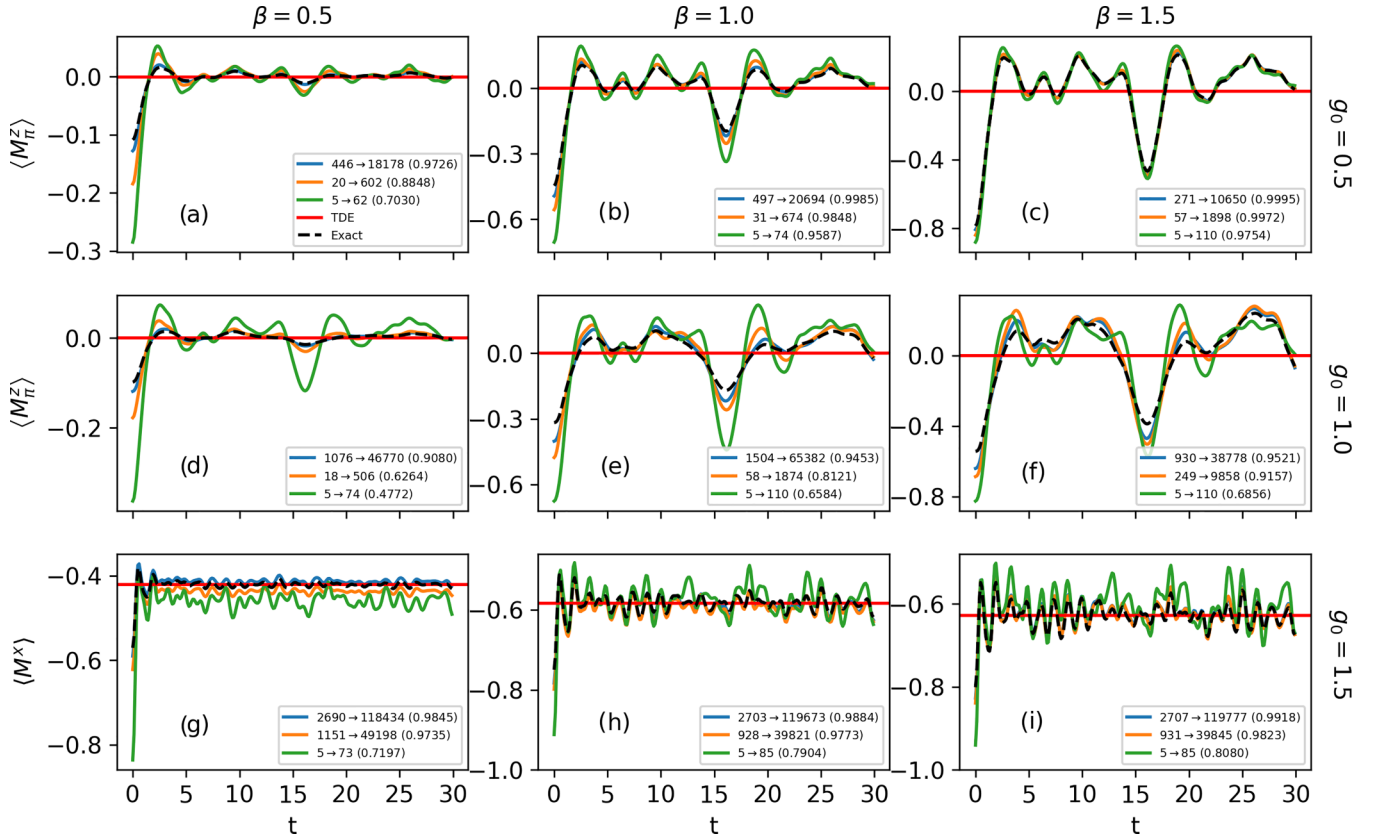 β = 0.5
β = 1.0
β = 1.5
⟨M_π^z⟩
0.0
−0.1
−0.2
−0.3
446→18178 (0.9726)
20→602 (0.8848)
5→62 (0.7030)
TDE
Exact
(a)
0.0
−0.3
−0.6
497→20694 (0.9985)
31→674 (0.9848)
5→74 (0.9587)
(b)
0.0
−0.4
−0.8
271→10650 (0.9995)
57→1898 (0.9972)
5→110 (0.9754)
(c)
g₀ = 0.5
⟨M_π^z⟩
0.0
−0.2
1076→46770 (0.9080)
18→506 (0.6264)
5→74 (0.4772)
(d)
0.0
−0.3
−0.6
1504→65382 (0.9453)
58→1874 (0.8121)
5→110 (0.6584)
(e)
0.0
−0.4
−0.8
930→38778 (0.9521)
249→9858 (0.9157)
5→110 (0.6856)
(f)
g₀ = 1.0
⟨M^x⟩
−0.4
−0.6
−0.8
2690→118434 (0.9845)
1151→49198 (0.9735)
5→73 (0.7197)
(g)
−0.6
−0.8
−1.0
2703→119673 (0.9884)
928→39821 (0.9773)
5→85 (0.7904)
(h)
−0.6
−0.8
−1.0
2707→119777 (0.9918)
931→39845 (0.9823)
5→85 (0.8080)
(i)
g₀ = 1.5
0 5 10 15 20 25 30
0 5 10 15 20 25 30
0 5 10 15 20 25 30
t
t
t